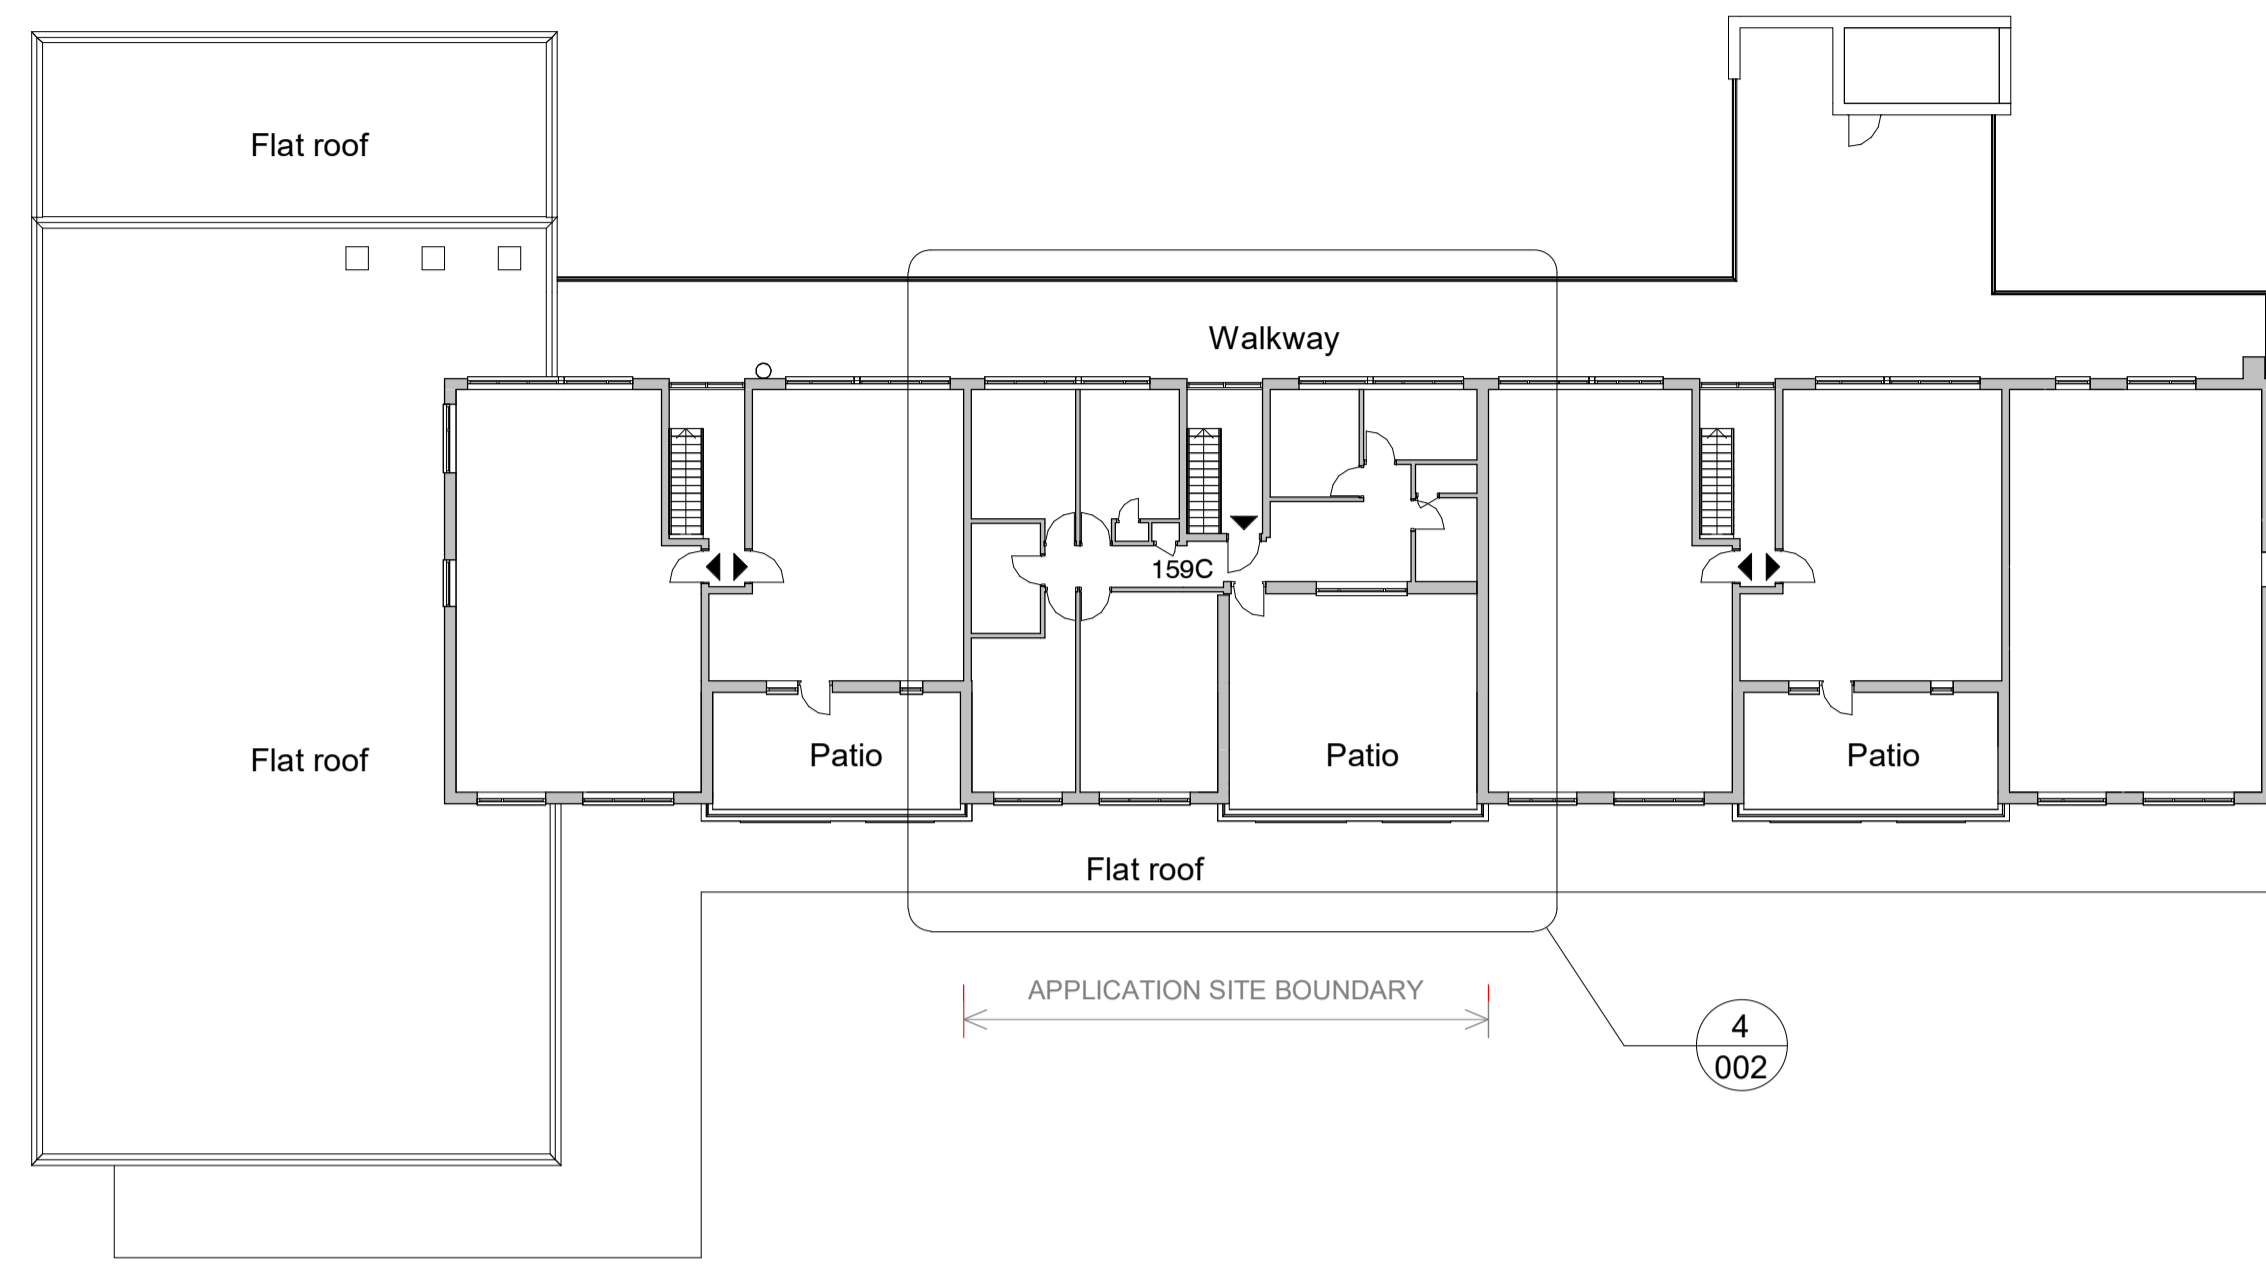 Flat roof
Walkway
159C
Flat roof
Patio
Patio
Patio
Flat roof
APPLICATION SITE BOUNDARY
4
002